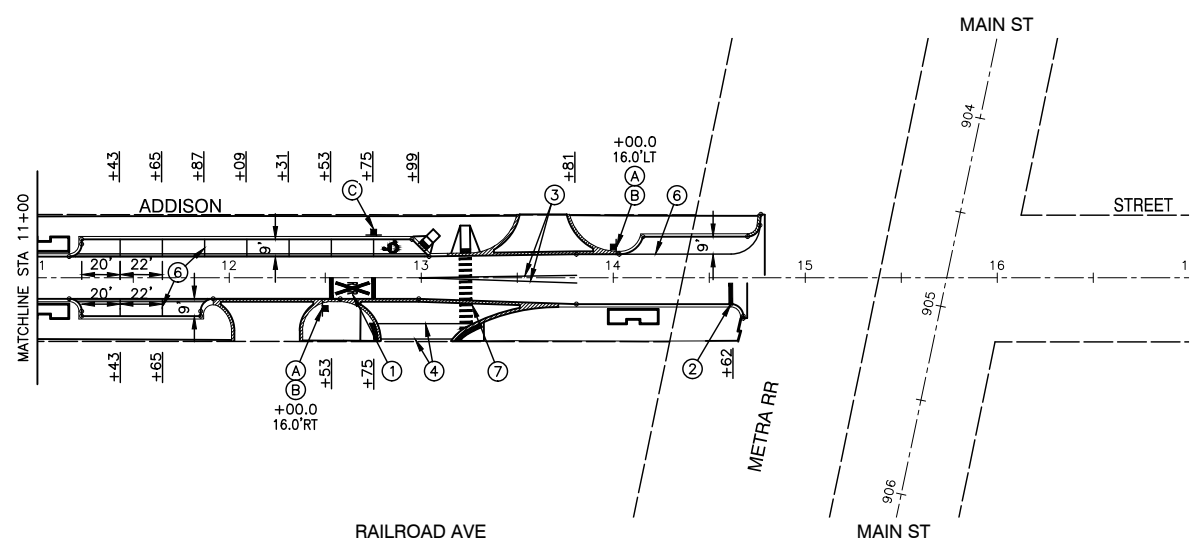 MAIN ST
904
+00.0
16.0'LT
A
B
+43
+65
+87
+09
+31
+53
+75
+99
+81
C
3
6
ADDISON
STREET
MATCHLINE STA 11+00
9'
9'
1
20'
22'
6
12
13
14
15
16
1
20'
22'
9
905
+43
+65
A
B
+00.0
16.0'RT
+53
+75
1
4
7
2
+62
METRA RR
906
RAILROAD AVE
MAIN ST